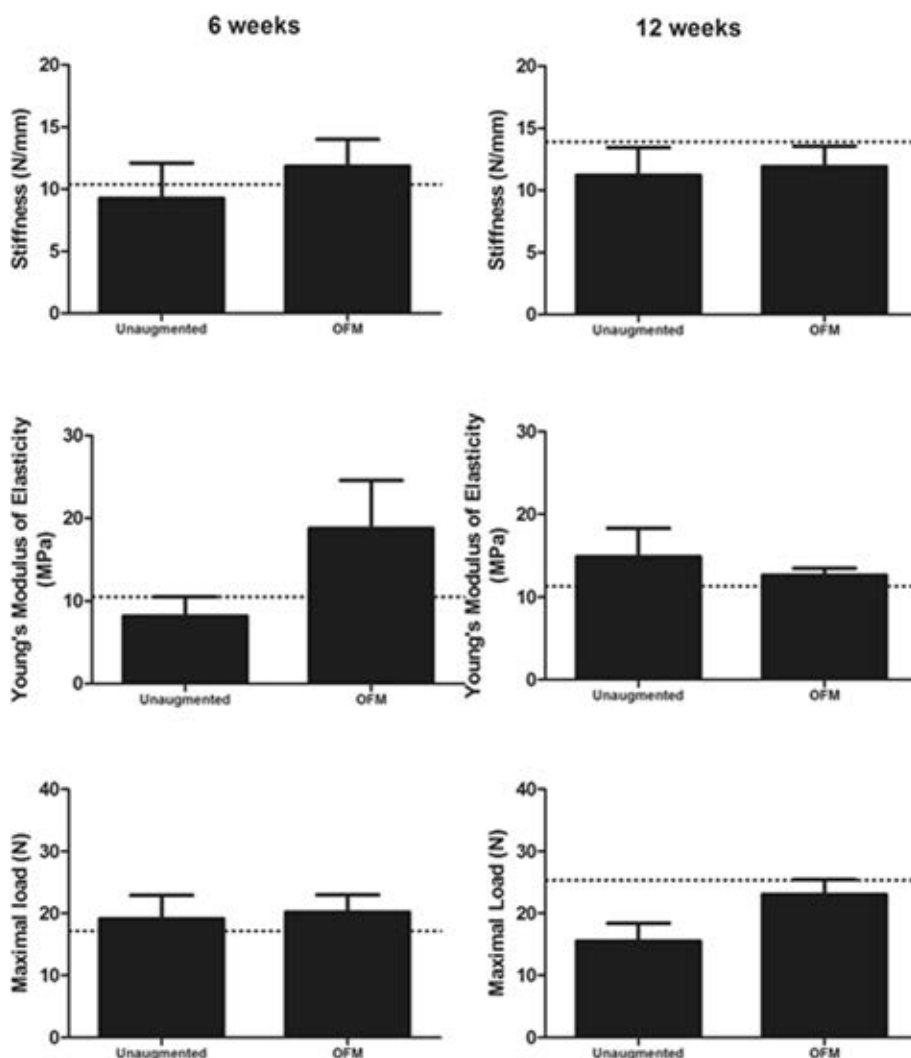 6 weeks
12 weeks
Stiffness (N/mm)
20
15
10
5
0
Unaugmented OFM
Stiffness (N/mm)
20
15
10
5
0
Unaugmented OFM
Young's Modulus of Elasticity
(MPa)
30
20
10
0
Unaugmented OFM
Young's Modulus of Elasticity
(MPa)
30
20
10
0
Unaugmented OFM
Maximal load (N)
40
30
20
10
0
Unaugmented OFM
Maximal Load (N)
40
30
20
10
0
Unaugmented OFM